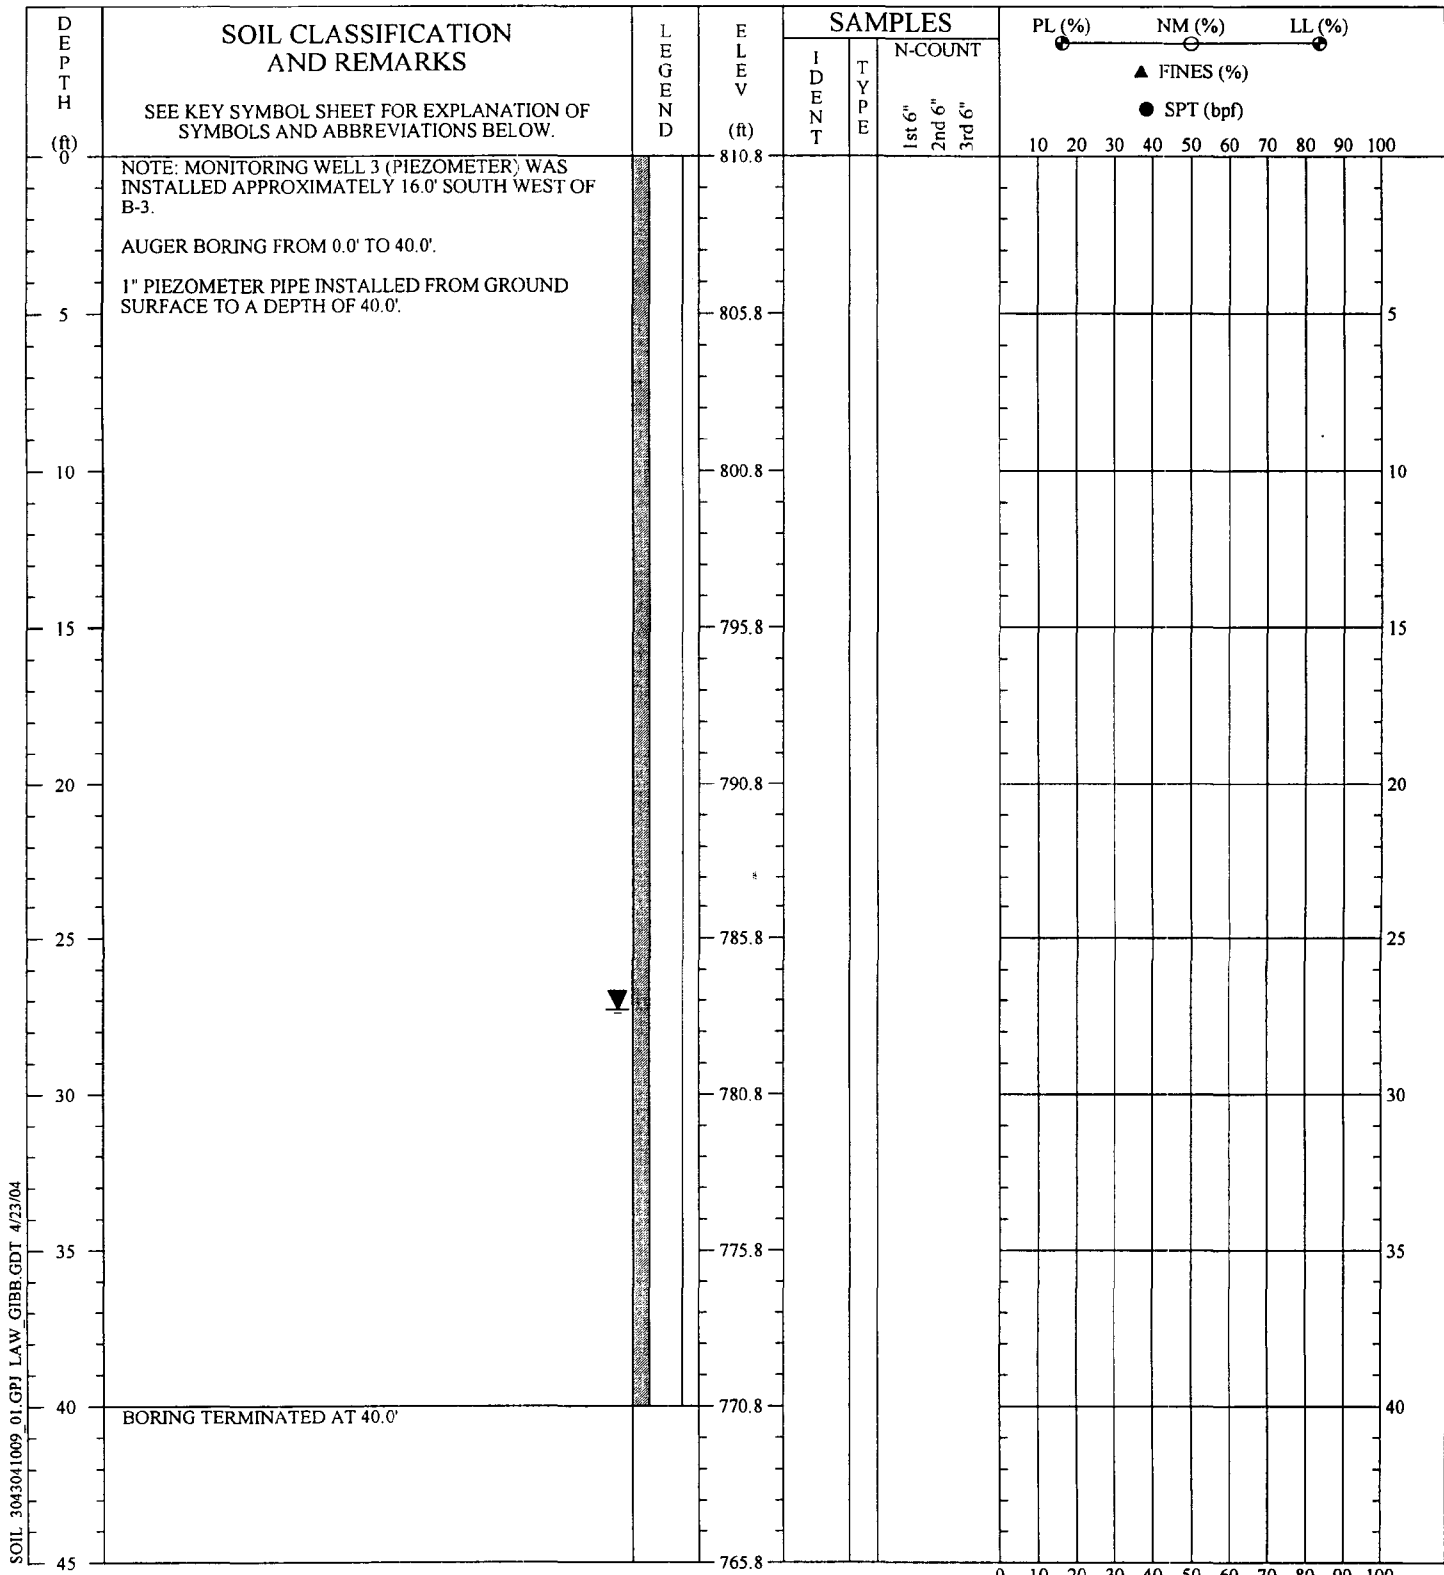 DEPTH
(ft)
SOIL CLASSIFICATION
AND REMARKS
SEE KEY SYMBOL SHEET FOR EXPLANATION OF
SYMBOLS AND ABBREVIATIONS BELOW.
LEGEND
ELEV
(ft)
SAMPLES
IDENT
TYPE
N-COUNT
1st 6"
2nd 6"
3rd 6"
PL (%) NM (%) LL (%)
▲ FINES (%)
● SPT (bpf)
10 20 30 40 50 60 70 80 90 100
0
NOTE: MONITORING WELL 3 (PIEZOMETER) WAS
INSTALLED APPROXIMATELY 16.0' SOUTH WEST OF
B-3.
AUGER BORING FROM 0.0' TO 40.0'.
1" PIEZOMETER PIPE INSTALLED FROM GROUND
SURFACE TO A DEPTH OF 40.0'.
810.8
5 805.8 5
10 800.8 10
15 795.8 15
20 790.8 20
25 785.8 25
30 780.8 30
35 775.8 35
40 770.8 40
BORING TERMINATED AT 40.0'
45 765.8
0 10 20 30 40 50 60 70 80 90 100
SOIL 3043041009_01.GPJ LAW_GIBB.GDT 4/23/04